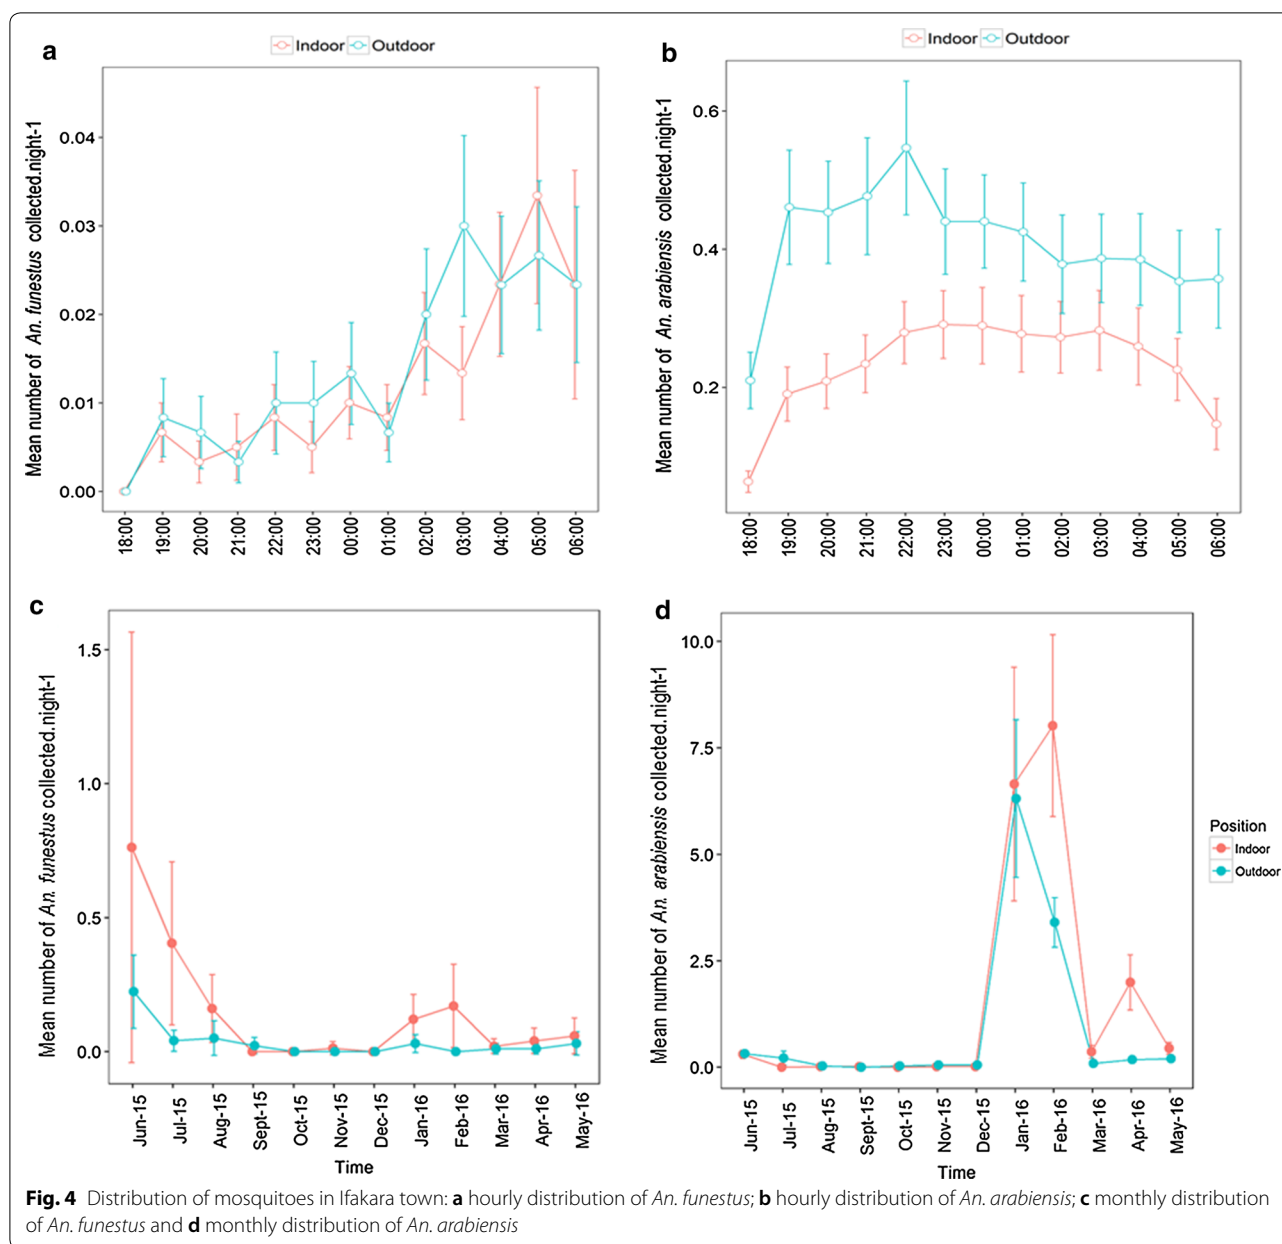 a
Indoor Outdoor
Mean number of An. funestus collected.night-1
0.04
0.03
0.02
0.01
0.00
18:00 19:00 20:00 21:00 22:00 23:00 00:00 01:00 02:00 03:00 04:00 05:00 06:00
b
Indoor Outdoor
Mean number of An. arabiensis collected.night-1
0.6
0.4
0.2
18:00 19:00 20:00 21:00 22:00 23:00 00:00 01:00 02:00 03:00 04:00 05:00 06:00
c
Mean number of An. funestus collected.night-1
1.5
1.0
0.5
0.0
Jun-15 Jul-15 Aug-15 Sept-15 Oct-15 Nov-15 Dec-15 Jan-16 Feb-16 Mar-16 Apr-16 May-16
Time
d
Mean number of An. arabiensis collected.night-1
10.0
7.5
5.0
2.5
0.0
Jun-15 Jul-15 Aug-15 Sept-15 Oct-15 Nov-15 Dec-15 Jan-16 Feb-16 Mar-16 Apr-16 May-16
Time
Position
Indoor
Outdoor
Fig. 4 Distribution of mosquitoes in Ifakara town: a hourly distribution of An. funestus; b hourly distribution of An. arabiensis; c monthly distribution
of An. funestus and d monthly distribution of An. arabiensis